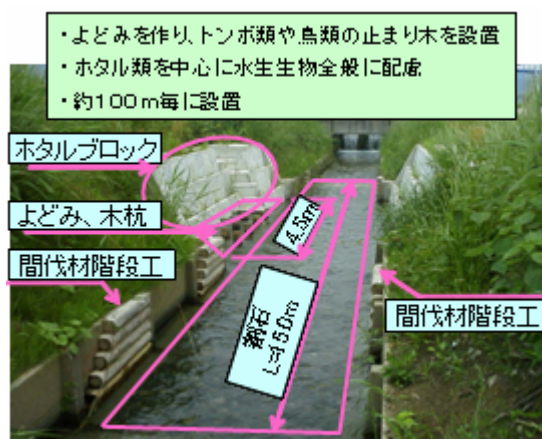 ・よどみを作り、トンボ類や鳥類の止まり木を設置
・ホタル類を中心に水生生物全般に配慮
・約100m毎に設置
ホタルブロック
よどみ、木杭
間伐材階段工
4.5m
L=15.0m
間伐材階段工